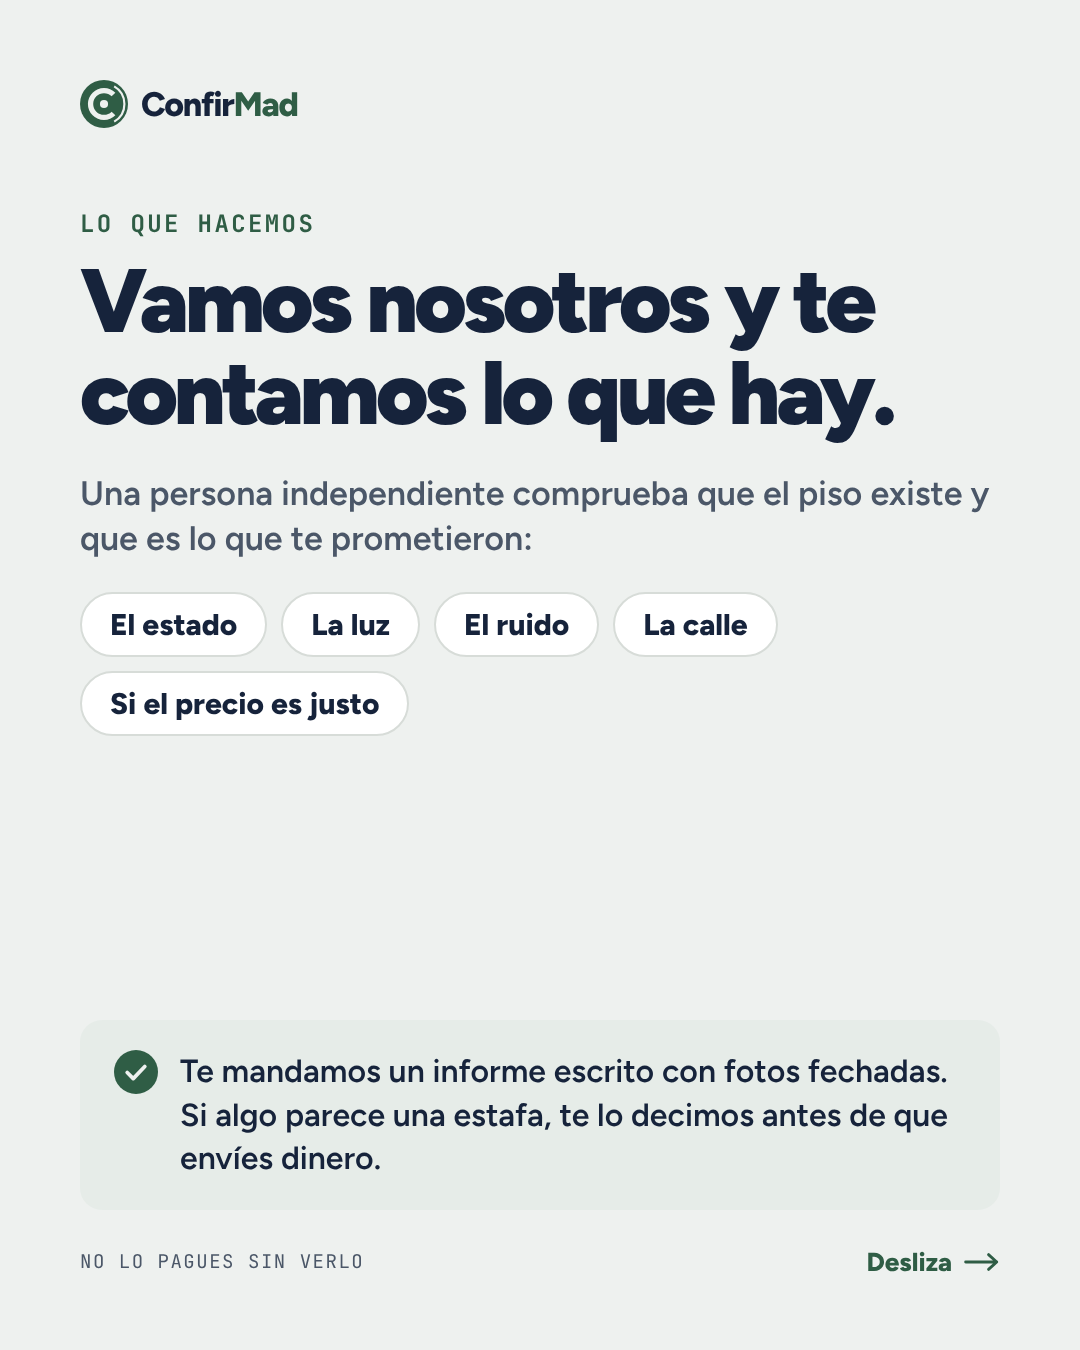 ConfirMad
LO QUE HACEMOS
Vamos nosotros y te
contamos lo que hay.
Una persona independiente comprueba que el piso existe y
que es lo que te prometieron:
El estado
La luz
El ruido
La calle
Si el precio es justo
Te mandamos un informe escrito con fotos fechadas.
Si algo parece una estafa, te lo decimos antes de que
envíes dinero.
NO LO PAGUES SIN VERLO
Desliza →